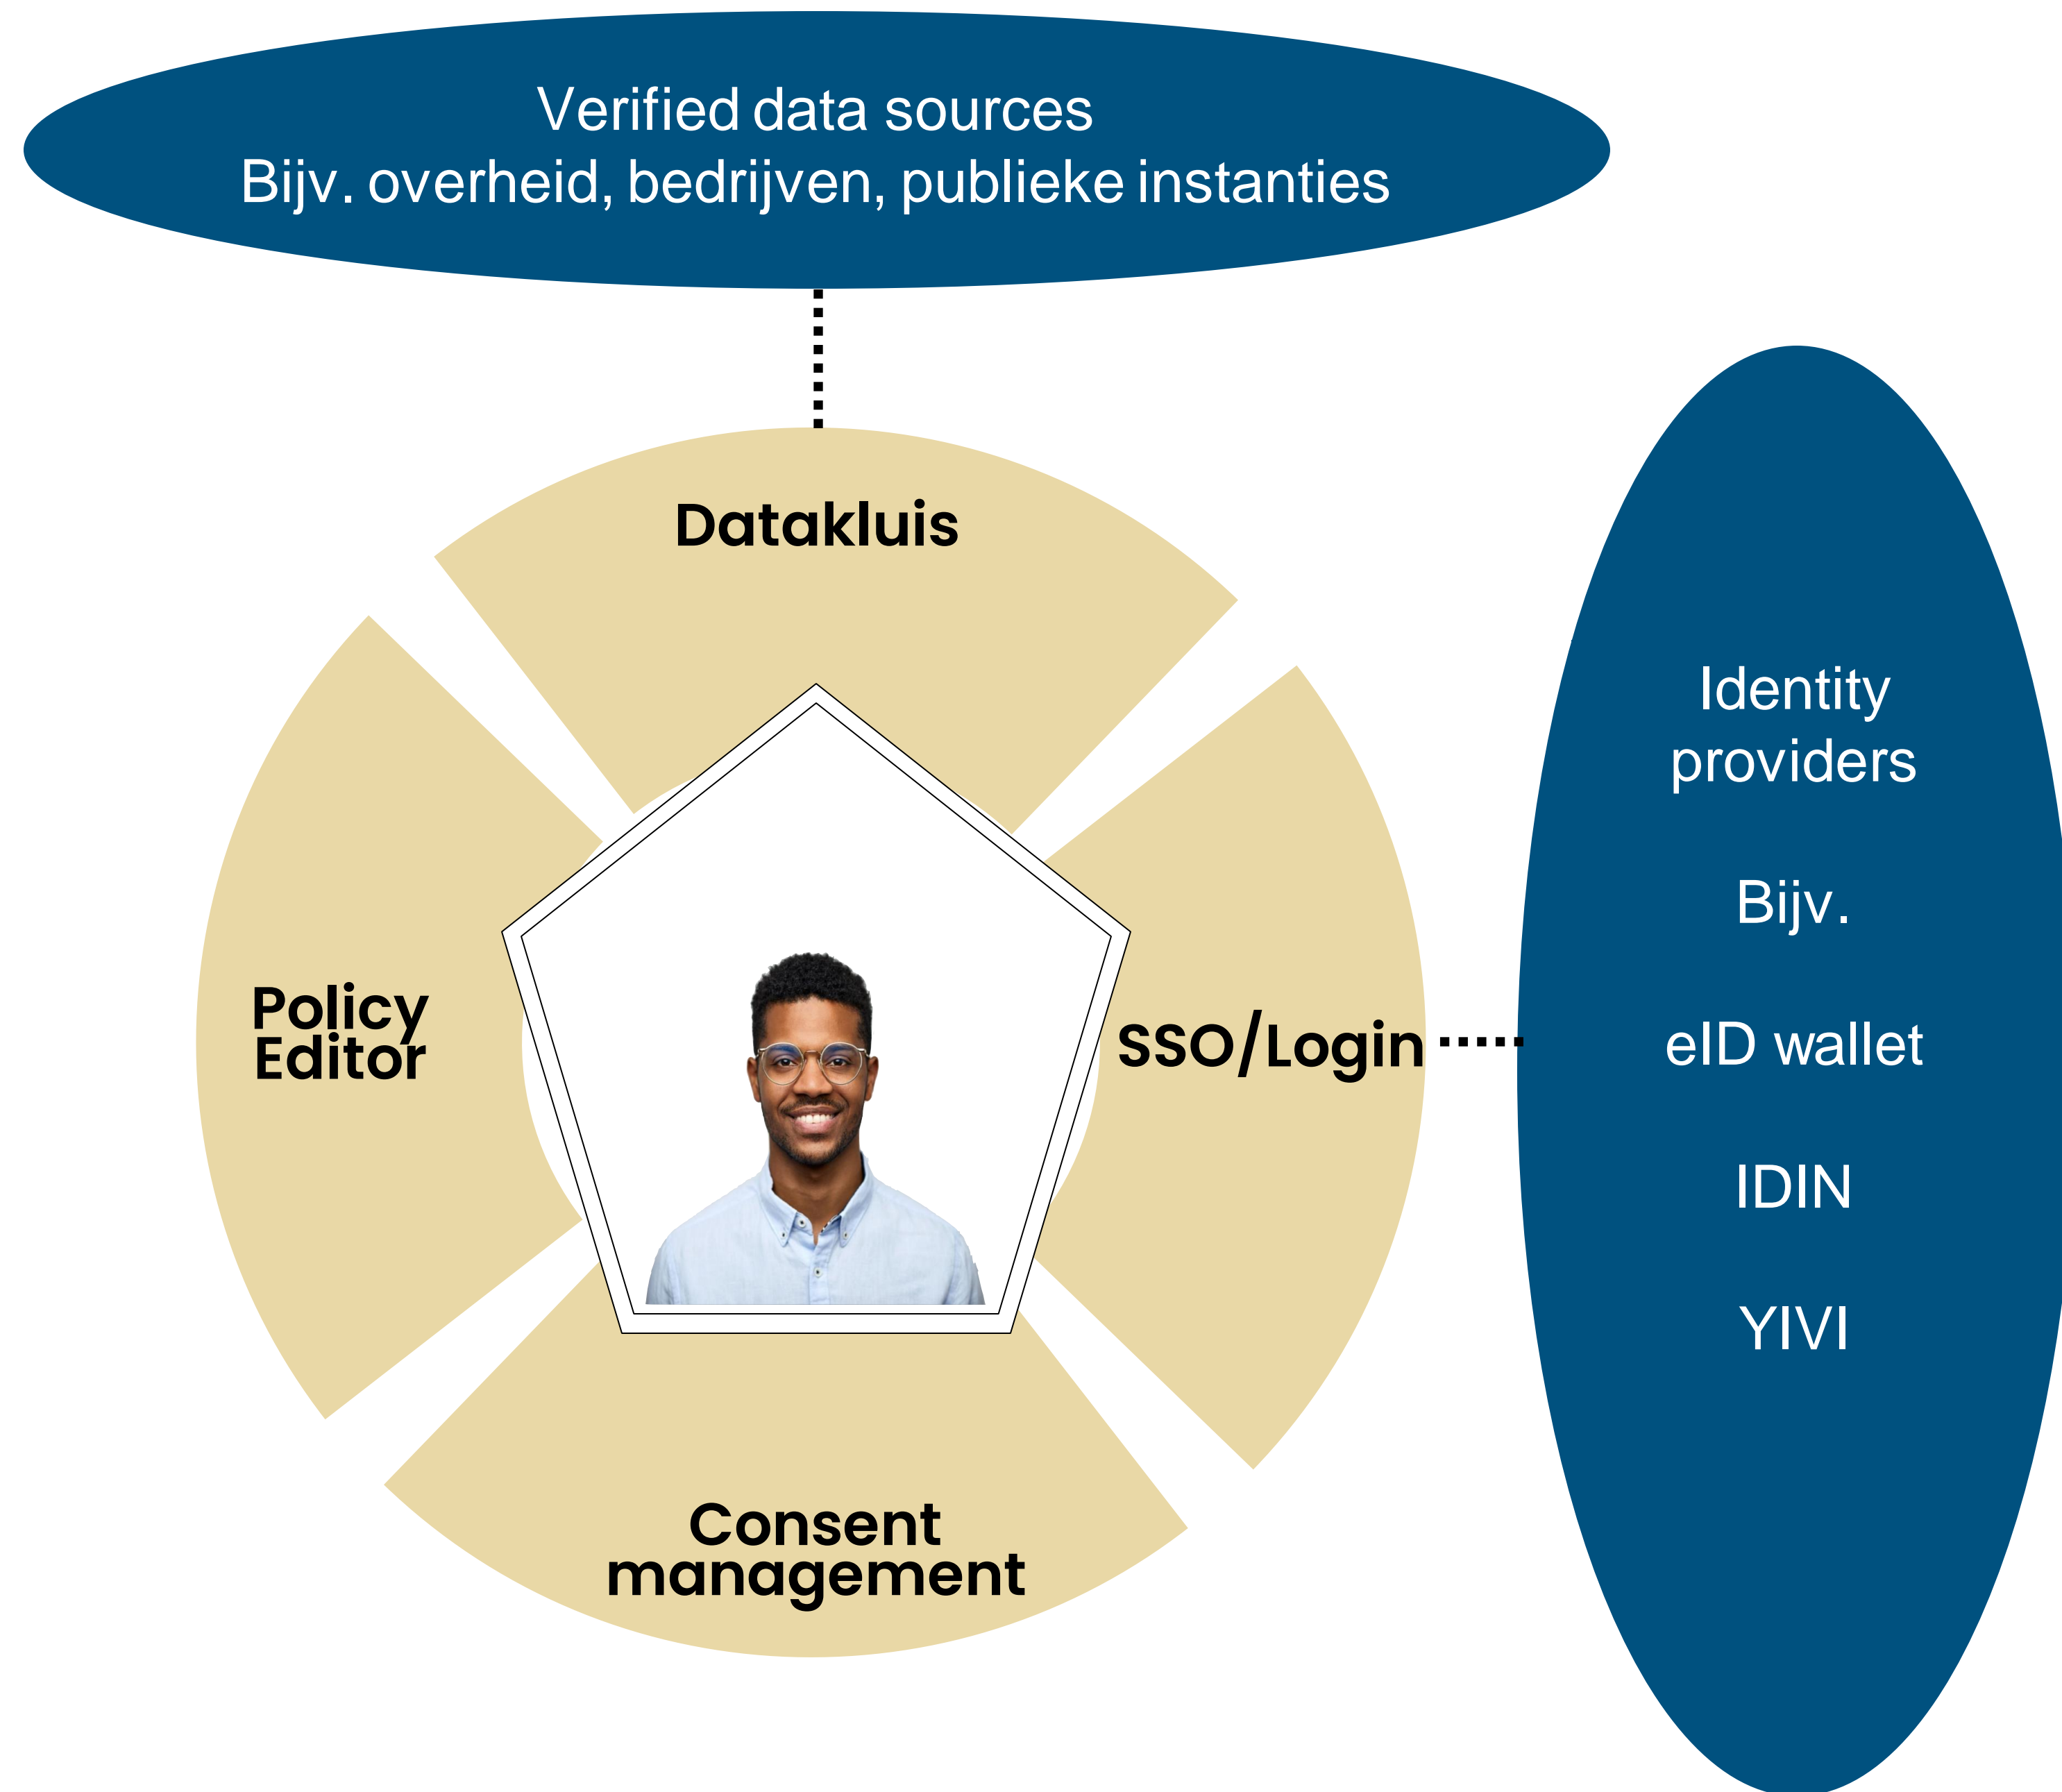 Verified data sources
Bijv. overheid, bedrijven, publieke instanties
Datakluis
Policy
Editor
SSO/Login
Consent
management
Identity
providers
Bijv.
eID wallet
IDIN
YIVI